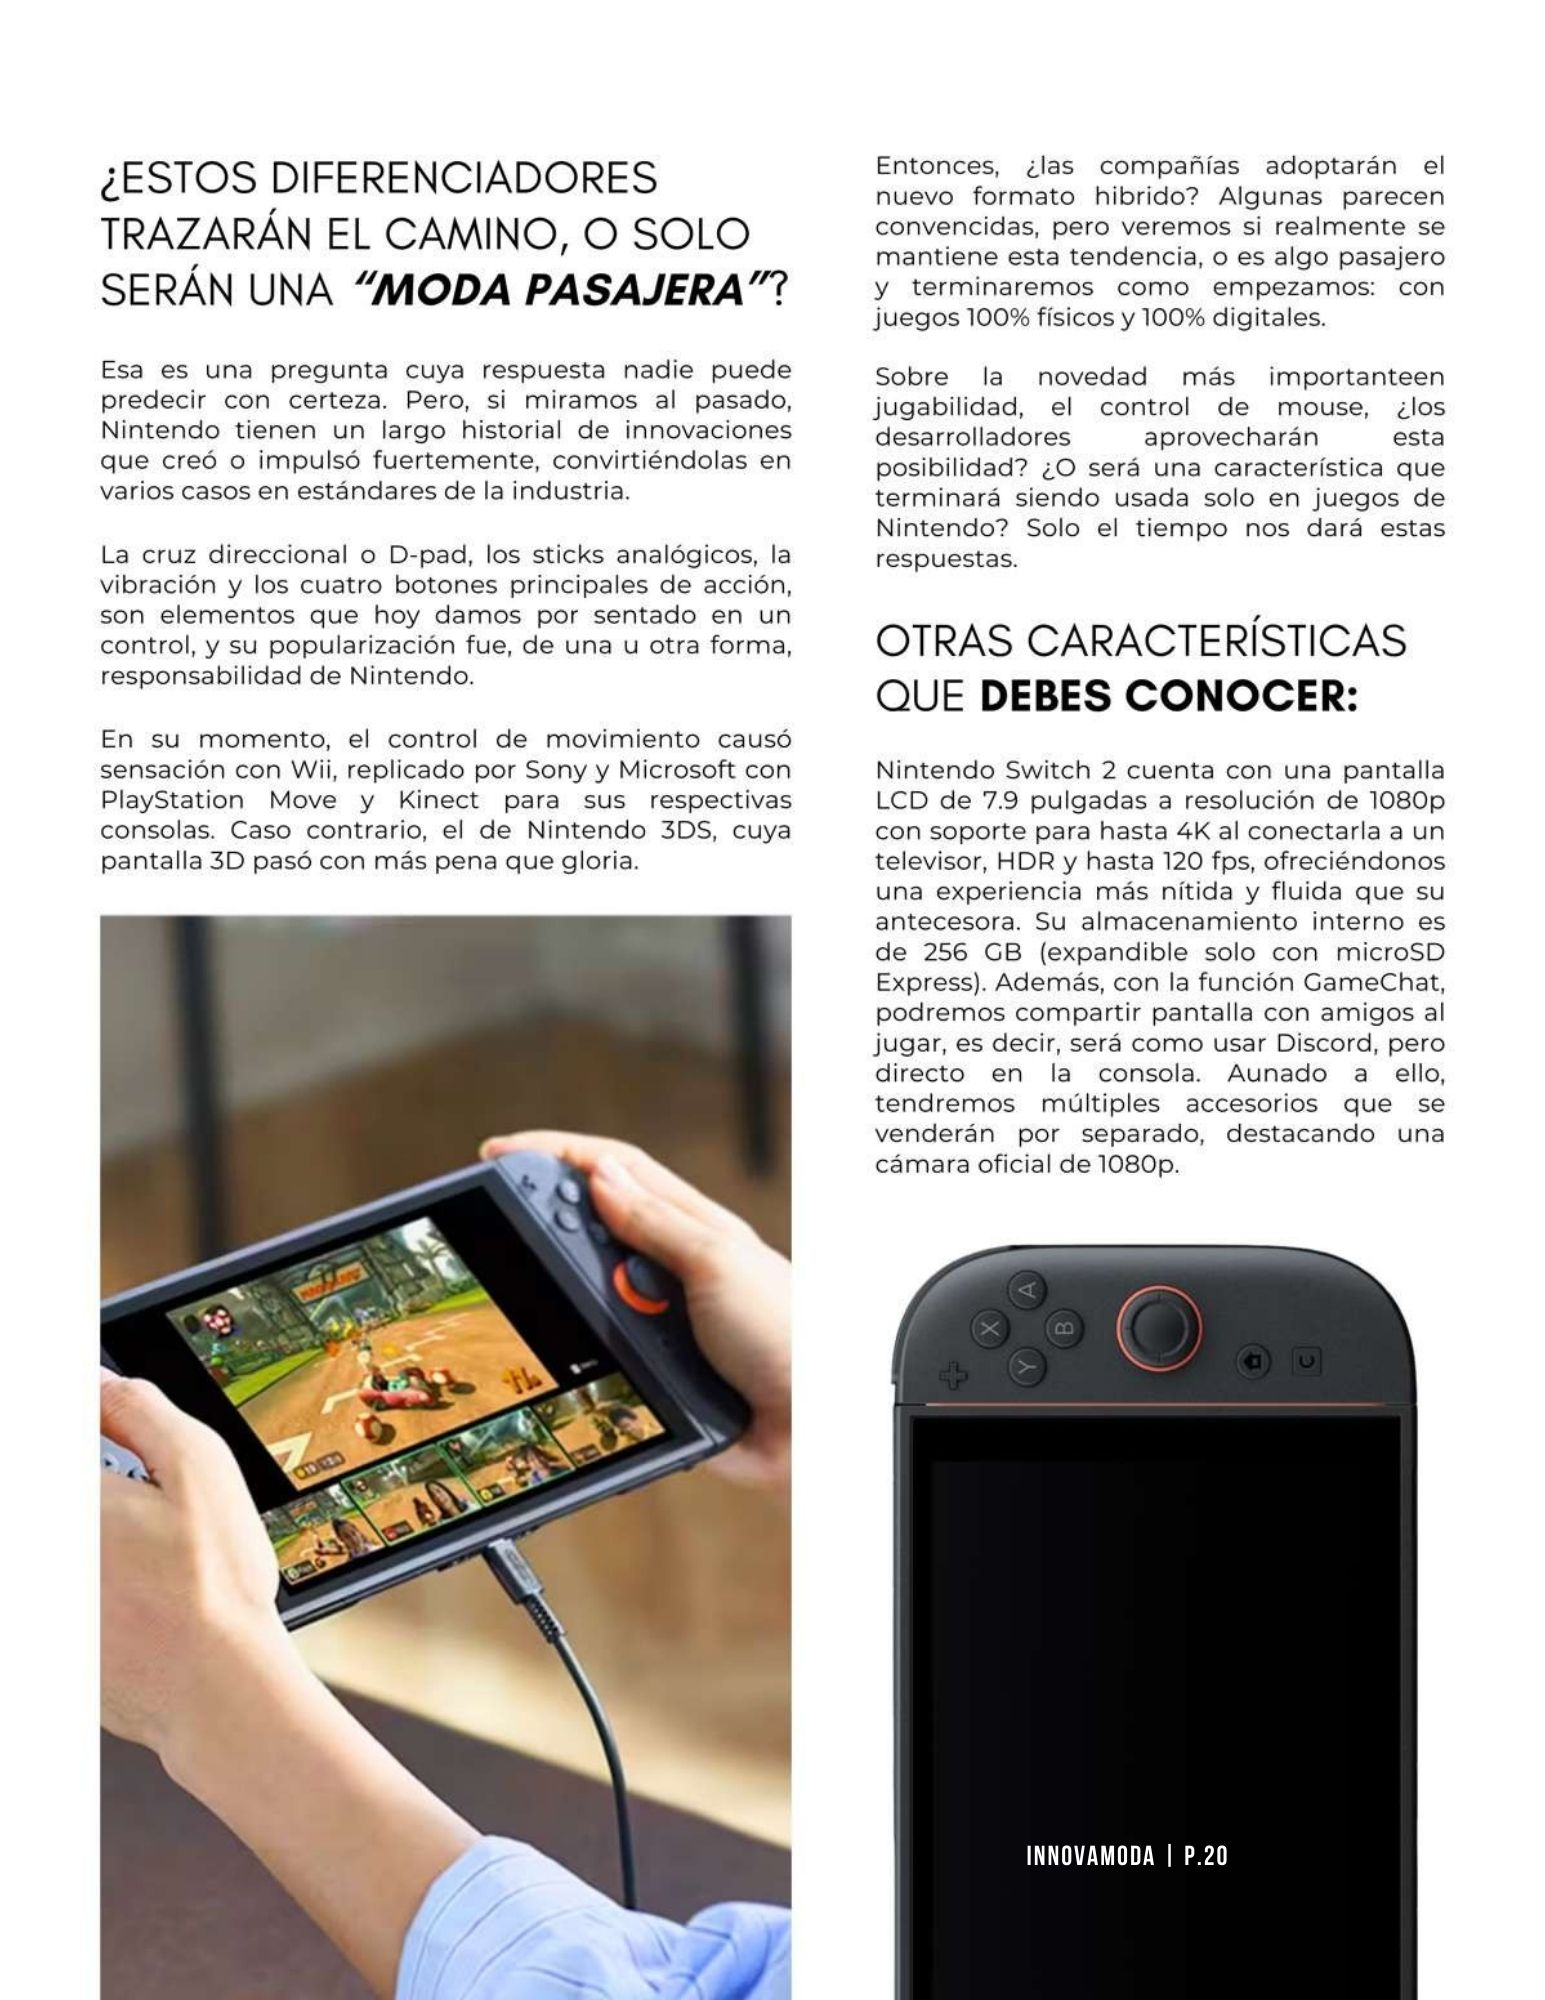 ¿ESTOS DIFERENCIADORES
TRAZARÁN EL CAMINO, O SOLO
SERÁN UNA “MODA PASAJERA”?
Esa es una pregunta cuya respuesta nadie puede
predecir con certeza. Pero, si miramos al pasado,
Nintendo tienen un largo historial de innovaciones
que creó o impulsó fuertemente, convirtiéndolas en
varios casos en estándares de la industria.
La cruz direccional o D-pad, los sticks analógicos, la
vibración y los cuatro botones principales de acción,
son elementos que hoy damos por sentado en un
control, y su popularización fue, de una u otra forma,
responsabilidad de Nintendo.
En su momento, el control de movimiento causó
sensación con Wii, replicado por Sony y Microsoft con
PlayStation Move y Kinect para sus respectivas
consolas. Caso contrario, el de Nintendo 3DS, cuya
pantalla 3D pasó con más pena que gloria.
Entonces, ¿las compañías adoptarán el
nuevo formato hibrido? Algunas parecen
convencidas, pero veremos si realmente se
mantiene esta tendencia, o es algo pasajero
y terminaremos como empezamos: con
juegos 100% físicos y 100% digitales.
Sobre la novedad más importanteen
jugabilidad, el control de mouse, ¿los
desarrolladores aprovecharán esta
posibilidad? ¿O será una característica que
terminará siendo usada solo en juegos de
Nintendo? Solo el tiempo nos dará estas
respuestas.
OTRAS CARACTERÍSTICAS
QUE DEBES CONOCER:
Nintendo Switch 2 cuenta con una pantalla
LCD de 7.9 pulgadas a resolución de 1080p
con soporte para hasta 4K al conectarla a un
televisor, HDR y hasta 120 fps, ofreciéndonos
una experiencia más nítida y fluida que su
antecesora. Su almacenamiento interno es
de 256 GB (expandible solo con microSD
Express). Además, con la función GameChat,
podremos compartir pantalla con amigos al
jugar, es decir, será como usar Discord, pero
directo en la consola. Aunado a ello,
tendremos múltiples accesorios que se
venderán por separado, destacando una
cámara oficial de 1080p.
A
X B
Y
C
INNOVAMODA | P.20